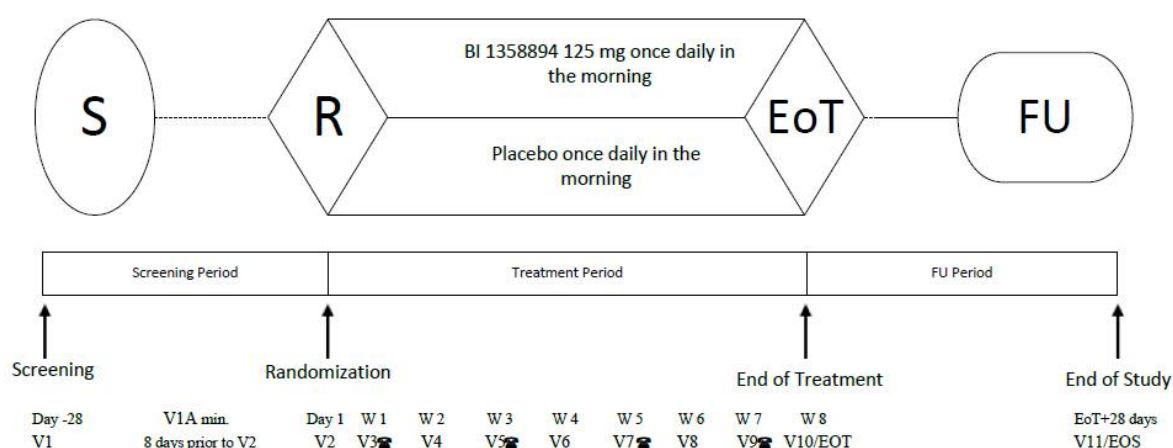 BI 1358894 125 mg once daily in
the morning
S
R
EoT
FU
Placebo once daily in the
morning
Screening Period
Treatment Period
FU Period
Screening
Randomization
End of Treatment
End of Study
Day -28 V1A min. Day 1 W 1 W 2 W 3 W 4 W 5 W 6 W 7 W 8 EoT+28 days
V1 8 days prior to V2 V2 V3☎ V4 V5☎ V6 V7☎ V8 V9☎ V10/EOT V11/EOS